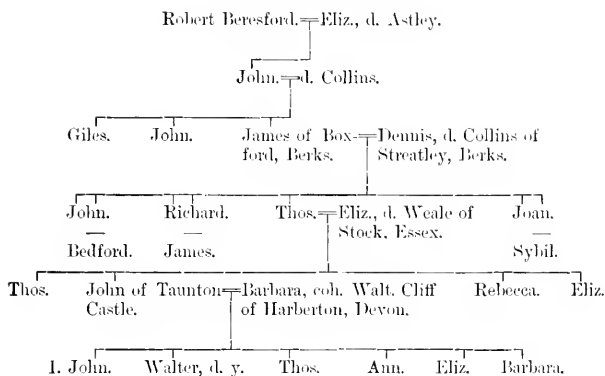 Robert Beresford. = Eliz., d. Astley.
John. = d. Collins.
Giles. John. James of Box- = Dennis, d. Collins of
ford, Berks. Streatley, Berks.
John. Richard. Thos. = Eliz., d. Weale of Joan.
— — Stock, Essex. —
Bedford. James. Sybil.
Thos. John of Taunton = Barbara, coh. Walt. Cliff Rebecca. Eliz.
Castle. of Harberton, Devon.
1. John. Walter, d. y. Thos. Ann. Eliz. Barbara.